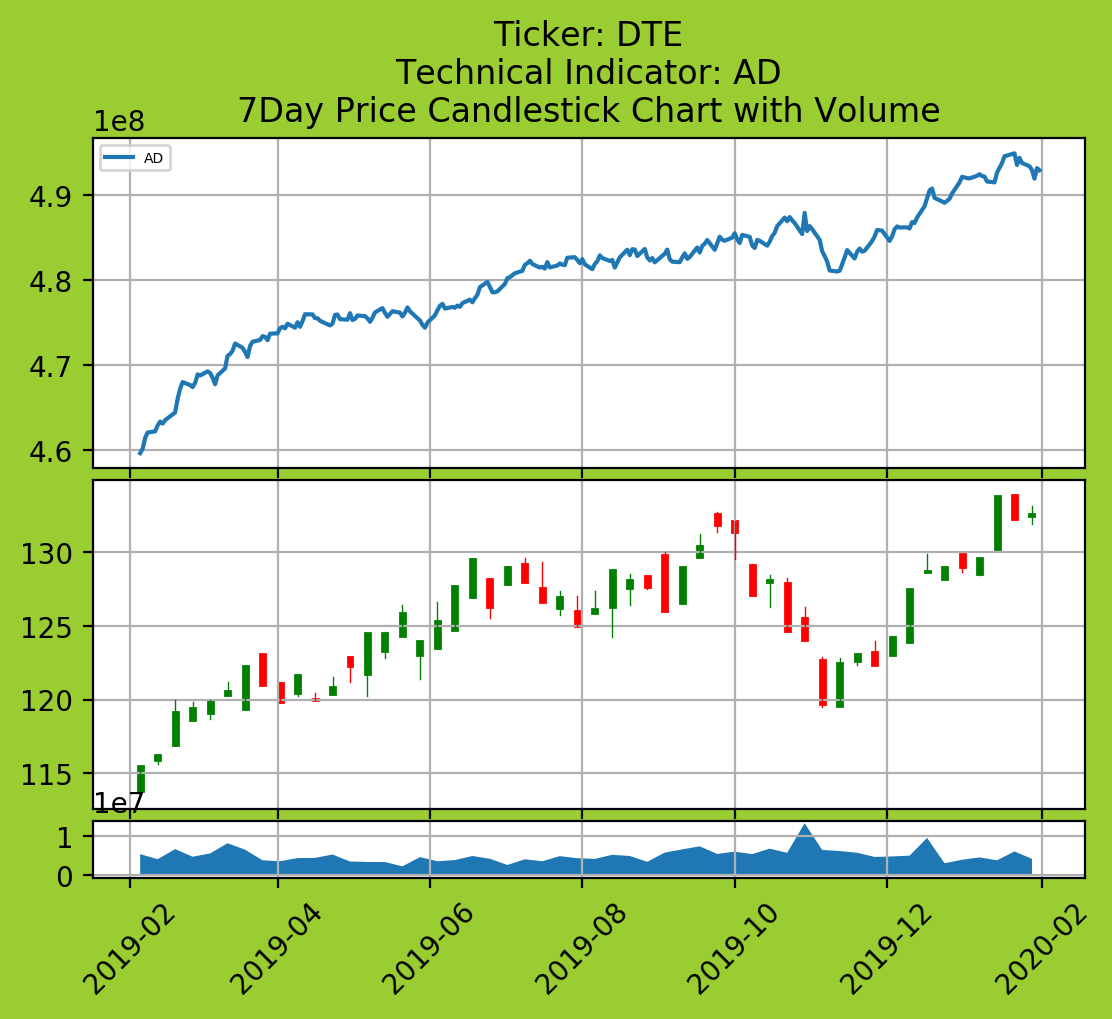 Ticker: DTE
Technical Indicator: AD
7Day Price Candlestick Chart with Volume
1e8
AD
4.9
4.8
4.7
4.6
130
125
120
115
1e7
1
0
2019-02
2019-04
2019-06
2019-08
2019-10
2019-12
2020-02